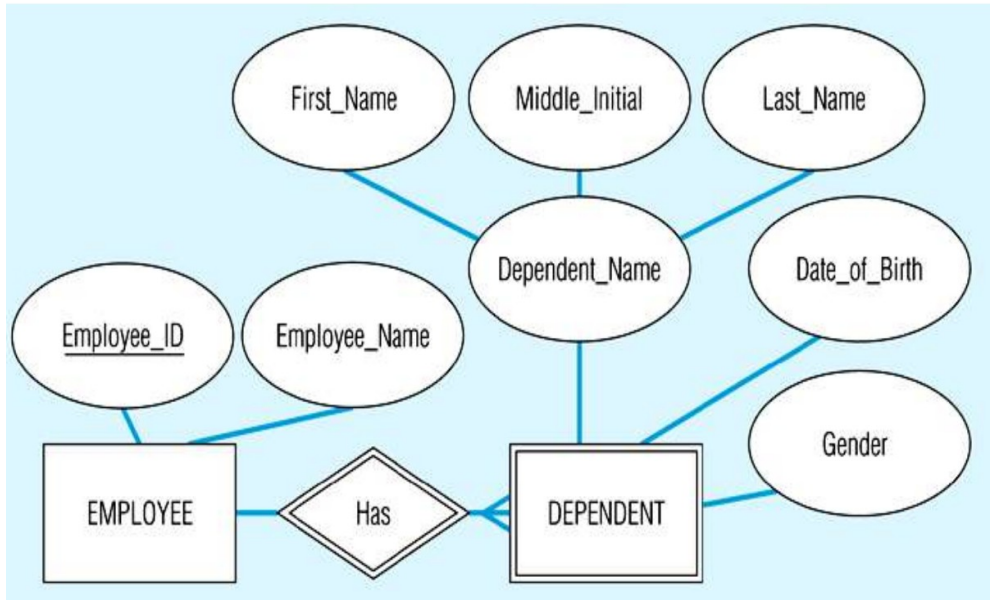 First_Name
Middle_Initial
Last_Name
Dependent_Name
Date_of_Birth
Employee_ID
Employee_Name
Gender
EMPLOYEE
Has
DEPENDENT